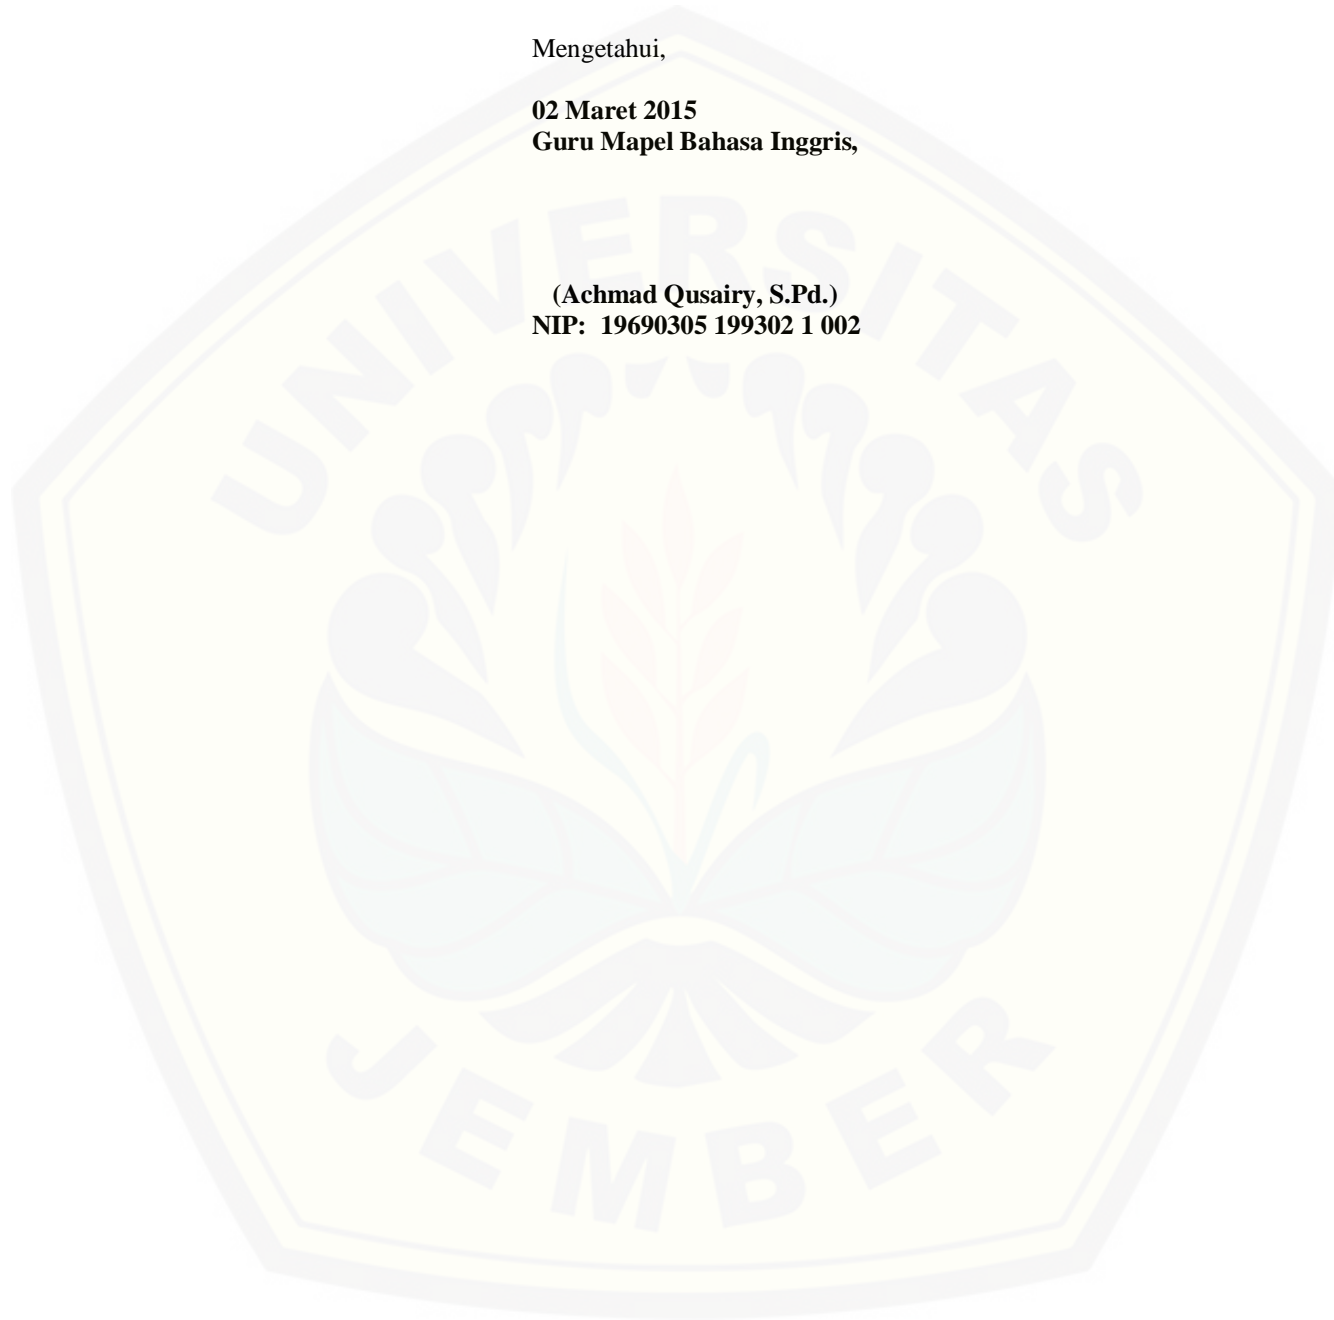 Mengetahui,
02 Maret 2015
Guru Mapel Bahasa Inggris,
(Achmad Qusairy, S.Pd.)
NIP: 19690305 199302 1 002
UNIVERSITAS
JEMBER